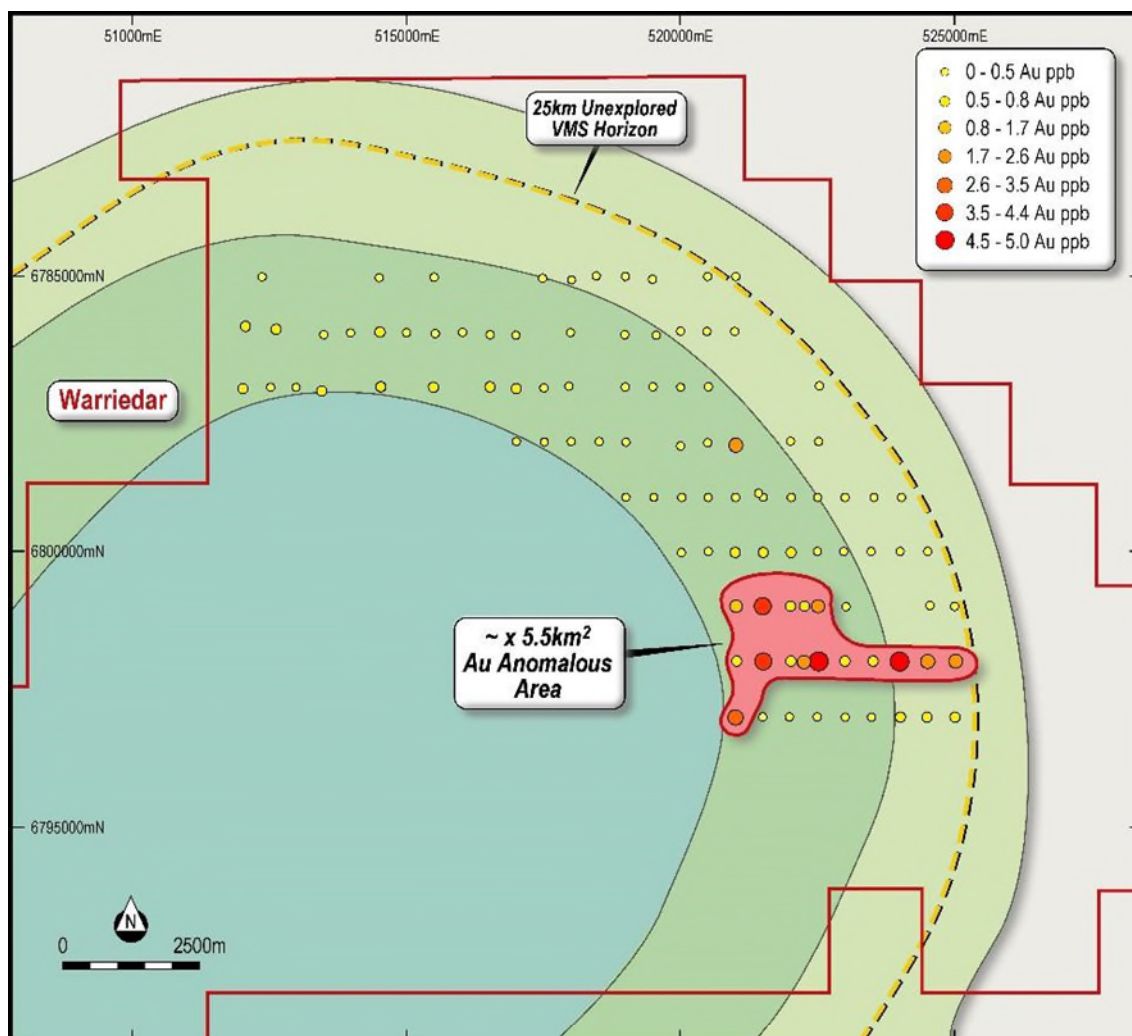 51000mE
515000mE
520000mE
525000mE
0 - 0.5 Au ppb
0.5 - 0.8 Au ppb
0.8 - 1.7 Au ppb
1.7 - 2.6 Au ppb
2.6 - 3.5 Au ppb
3.5 - 4.4 Au ppb
4.5 - 5.0 Au ppb
25km Unexplored
VMS Horizon
6785000mN
Warriedar
6800000mN
~ x 5.5km²
Au Anomalous
Area
6795000mN
N
0 2500m